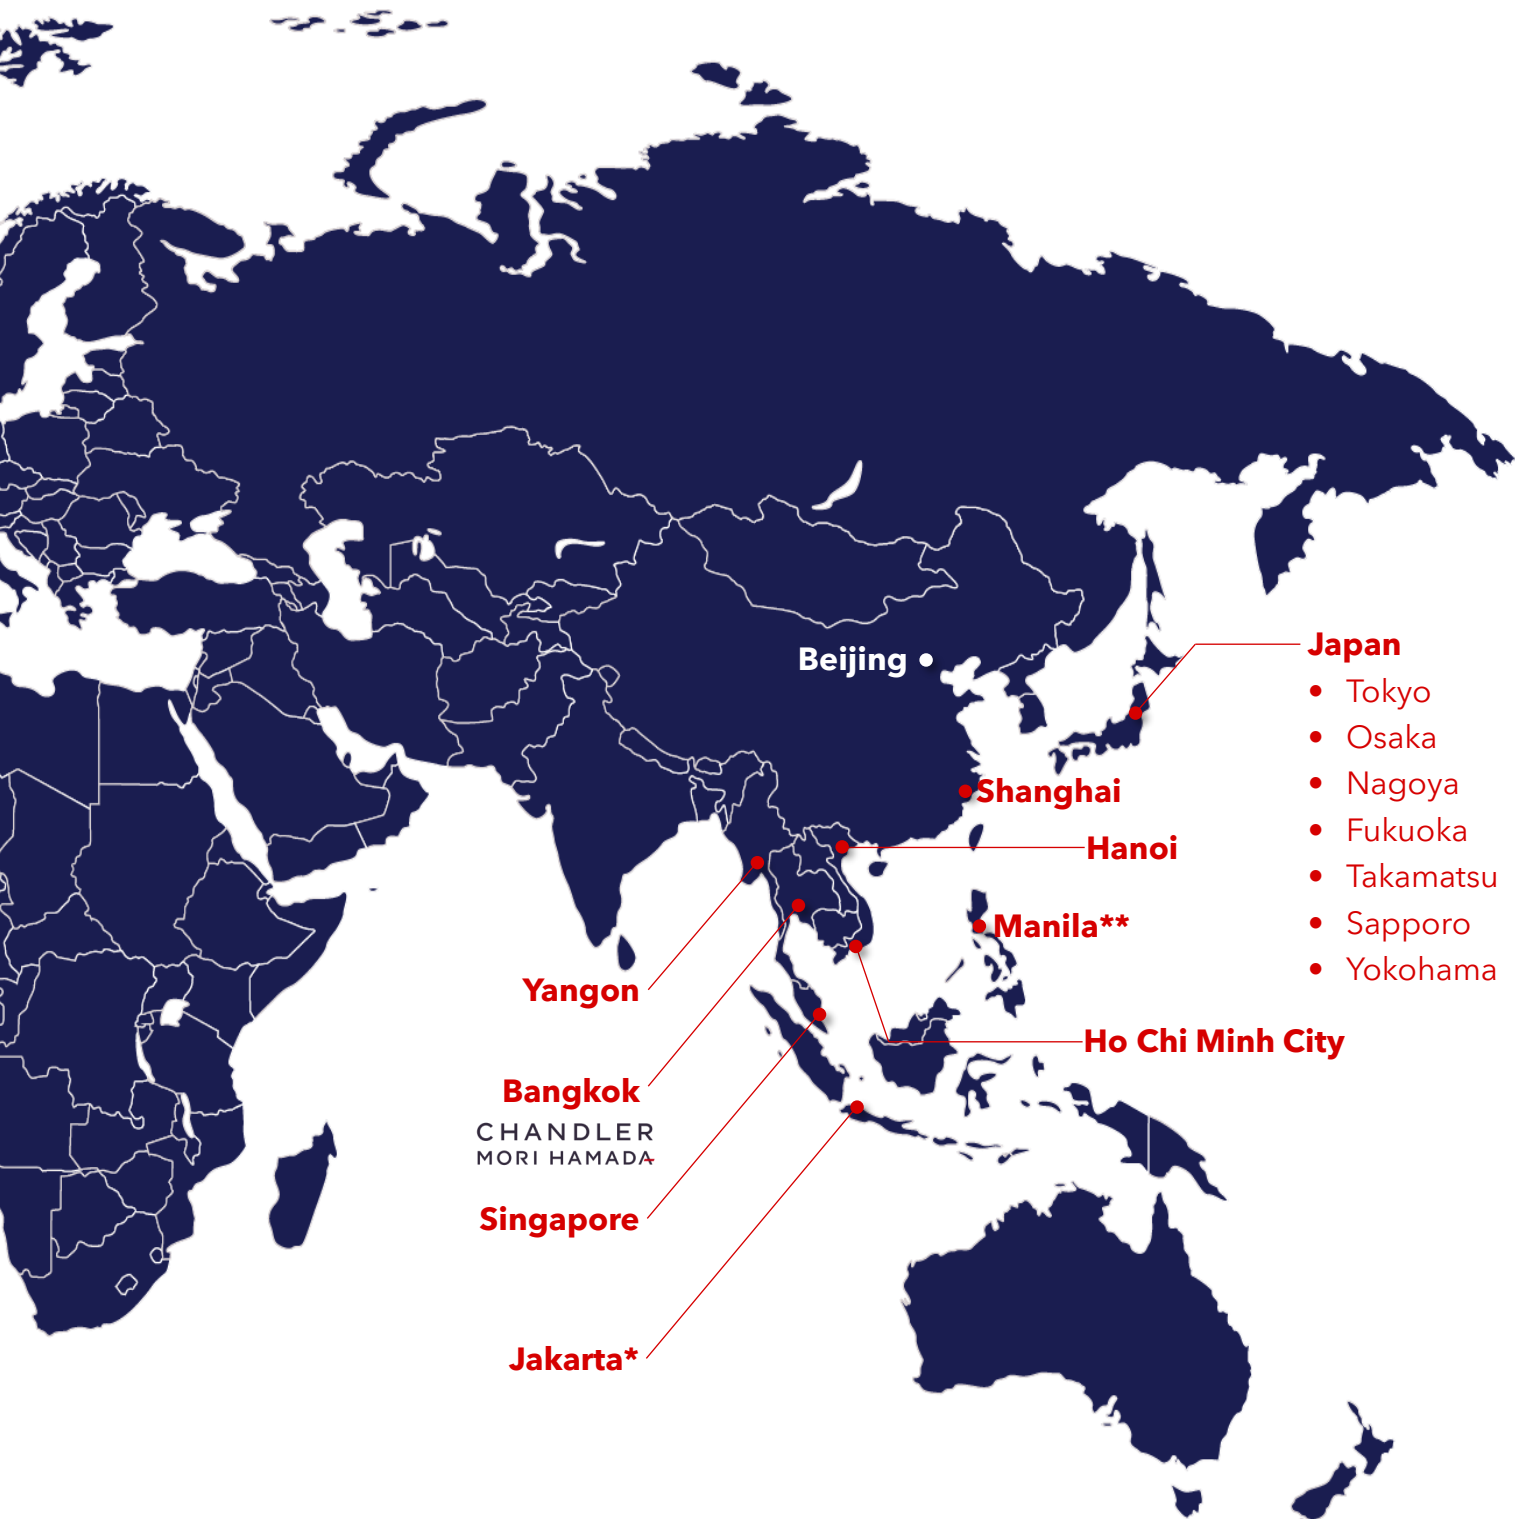 Beijing
Japan
• Tokyo
• Osaka
• Nagoya
• Fukuoka
• Takamatsu
• Sapporo
• Yokohama
Shanghai
Hanoi
Manila**
Yangon
Ho Chi Minh City
Bangkok
CHANDLER
MORI HAMADA
Singapore
Jakarta*